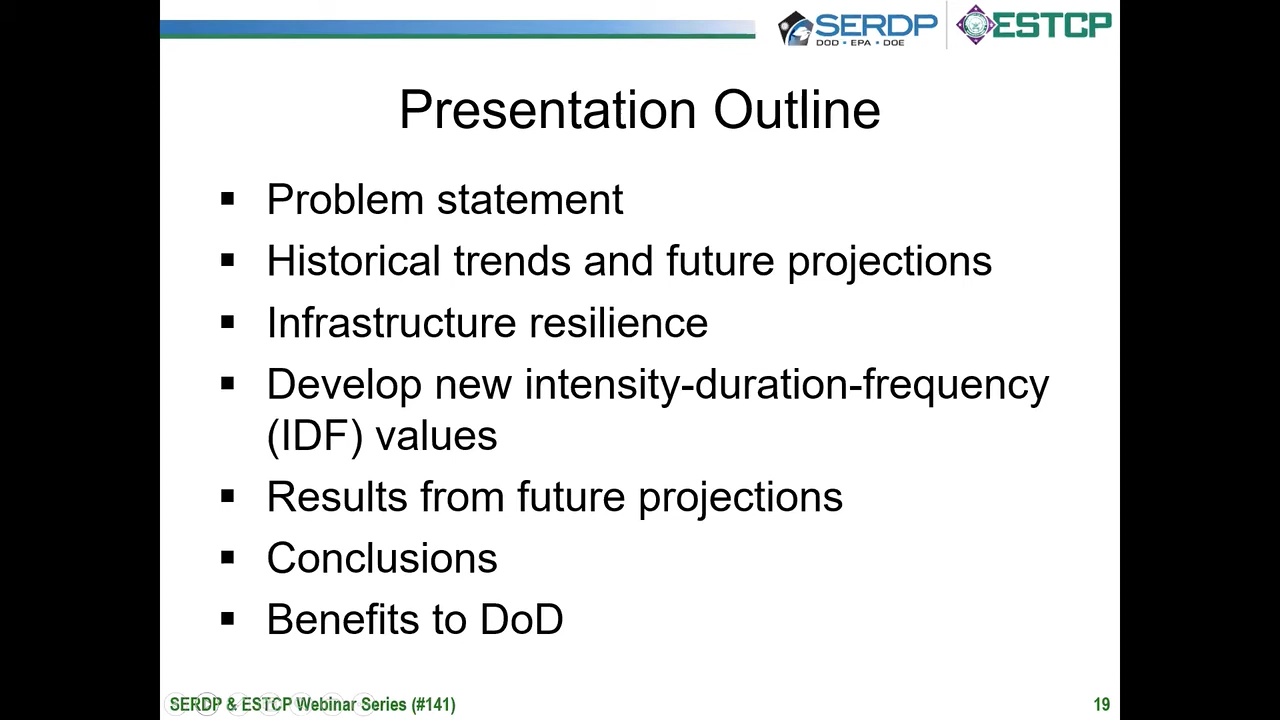 SERDP ESTCP
DOD • EPA • DOE
Presentation Outline
▪ Problem statement
▪ Historical trends and future projections
▪ Infrastructure resilience
▪ Develop new intensity-duration-frequency
(IDF) values
▪ Results from future projections
▪ Conclusions
▪ Benefits to DoD
SERDP & ESTCP Webinar Series (#141) 19